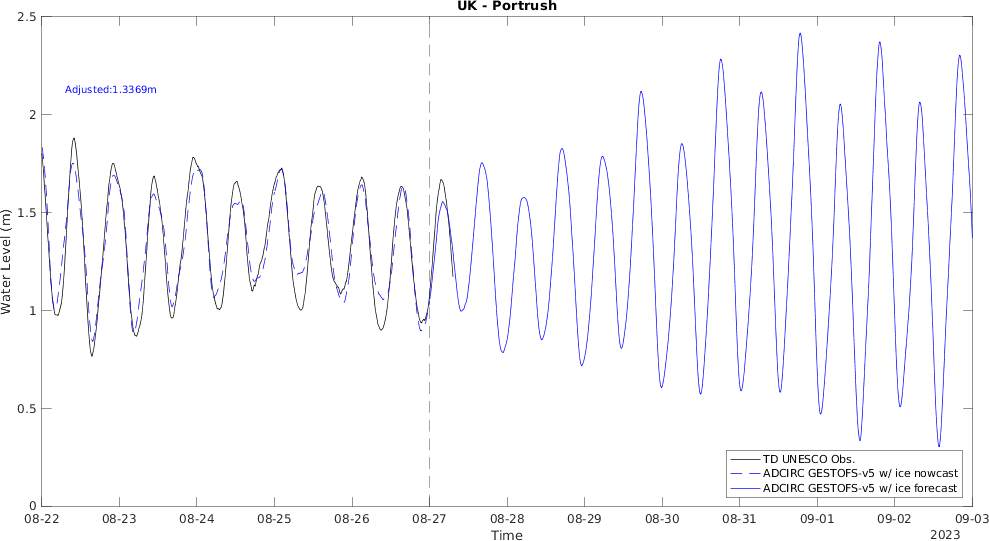 UK - Portrush
2.5
2
1.5
1
0.5
0
Water Level (m)
Adjusted:1.3369m
TD UNESCO Obs.
ADCIRC GESTOFS-v5 w/ ice nowcast
ADCIRC GESTOFS-v5 w/ ice forecast
08-22 08-23 08-24 08-25 08-26 08-27 08-28 08-29 08-30 08-31 09-01 09-02 09-03
Time
2023